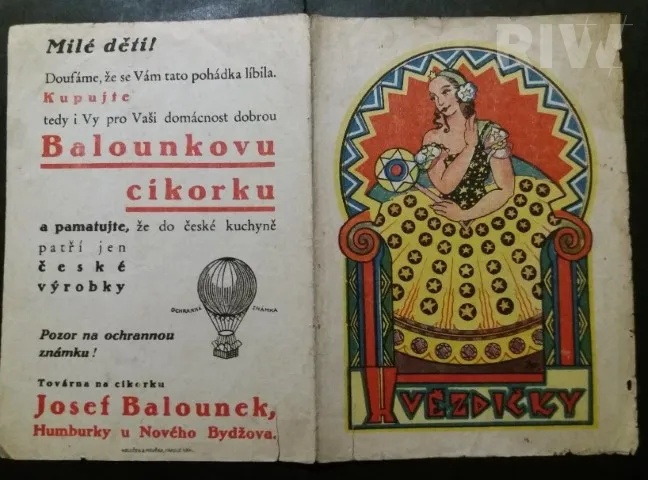 Milé děti!
Doufáme, že se Vám tato pohádka líbila.
Kupujte
tedy i Vy pro Vaši domácnost dobrou
Balounkovu
cikorku
a pamatujte, že do české kuchyně
patří jen
české
výrobky
OCHRANNÁ ZNÁMKA
Pozor na ochrannou
známku!
Továrna na cikorku
Josef Balounek,
Humburky u Nového Bydžova.
HVĚZDIČKY
RIW